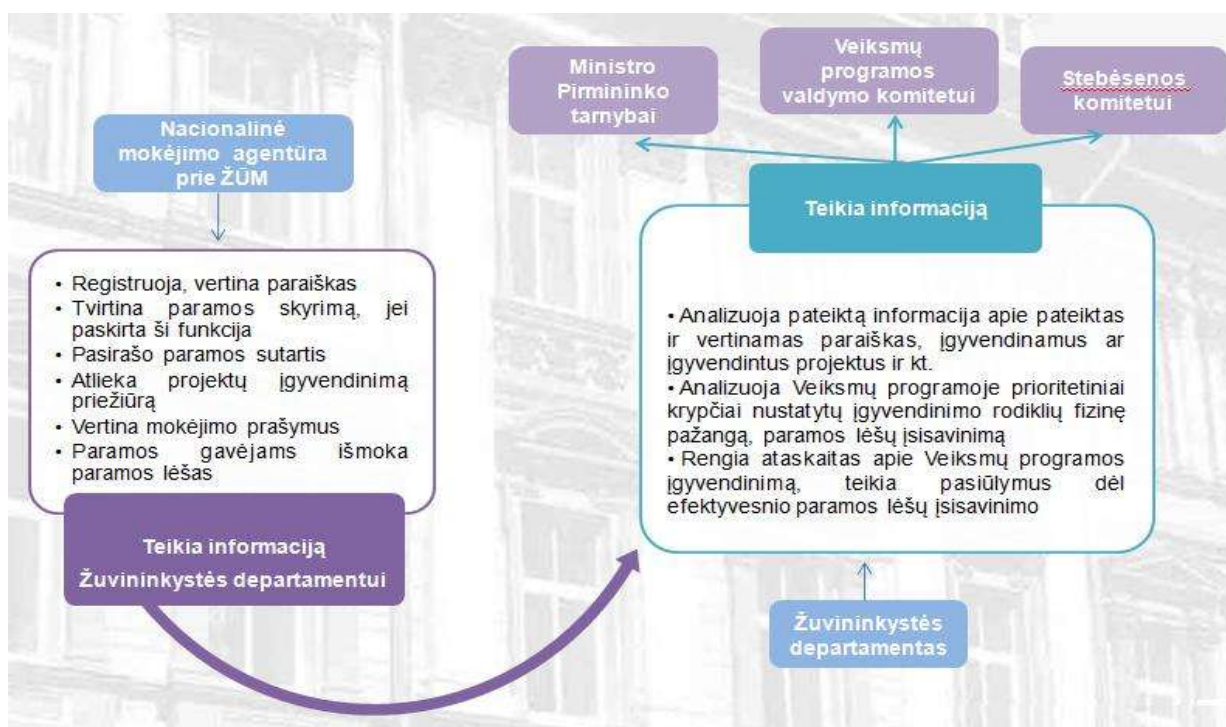 Nacionalinė
mokėjimo agentūra
prie ŽŪM
• Registruoja, vertina paraiškas
• Tvirtina paramos skyrimą, jei
paskirta ši funkcija
• Pasirašo paramos sutartis
• Atlieka projektų įgyvendinimą
priežiūrą
• Vertina mokėjimo prašymus
• Paramos gavėjams išmoka
paramos lėšas
Teikia informaciją
Žuvininkystės departamentui
Ministro
Pirmininko
tarnybai
Veiksmų
programos
valdymo komitetui
Stebėsenos
komitetui
Teikia informaciją
• Analizuoja pateiktą informacija apie pateiktas
ir vertinamas paraiškas, įgyvendinamus ar
įgyvendintus projektus ir kt.
• Analizuoja Veiksmų programoje prioritetiniai
krypčiai nustatytų įgyvendinimo rodiklių fizinę
pažangą, paramos lėšų įsisavinimą
• Rengia ataskaitas apie Veiksmų programos
įgyvendinimą, teikia pasiūlymus dėl
efektyvesnio paramos lėšų įsisavinimo
Žuvininkystės
departamentas